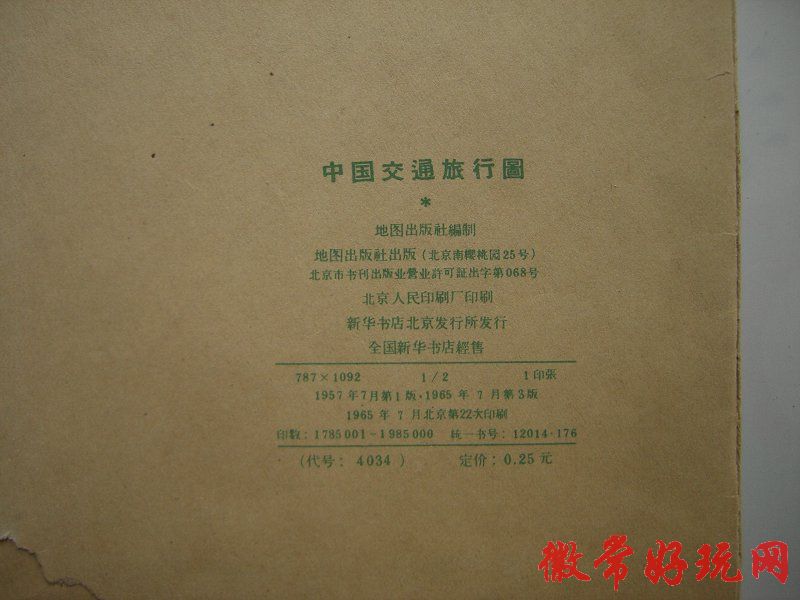 中国交通旅行圖
*
地图出版社編制
地图出版社出版（北京南樱桃园25号）
北京市书刊出版业营业許可証出字第068号
北京人民印刷厂印刷
新华书店北京发行所发行
全国新华书店經售
787×1092 1/2 1印張
1957年7月第1版·1965年7月第3版
1965年7月北京第22次印刷
印数：1785001-1985000 統一书号：12014·176
（代号：4034） 定价：0.25元
徽常好玩网